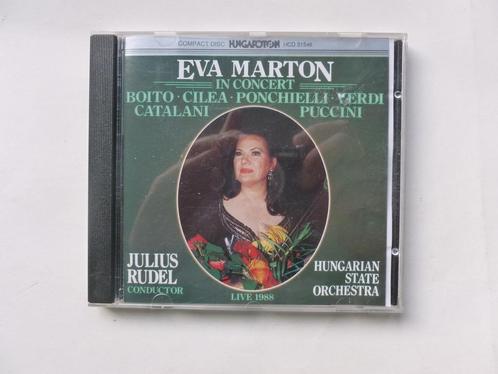 COMPACT DISC HUNGAROTON HCD 31546
EVA MARTON
IN CONCERT
BOITO · CILEA · PONCHIELLI · VERDI
CATALANI PUCCINI
JULIUS
RUDEL
CONDUCTOR
HUNGARIAN
STATE
ORCHESTRA
LIVE 1988